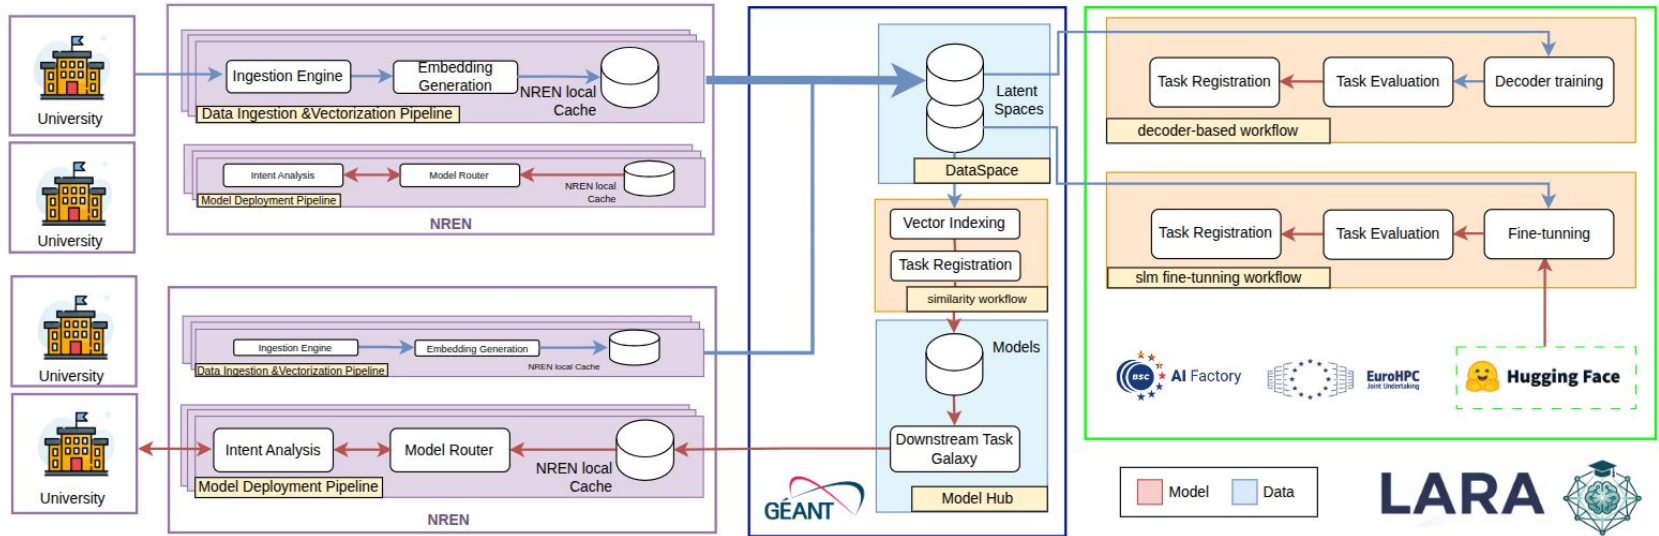 University
Ingestion Engine
Embedding
Generation
NREN local
Cache
Data Ingestion &Vectorization Pipeline
University
Intent Analysis
Model Router
NREN local
Cache
Model Deployment Pipeline
NREN
University
Ingestion Engine
Embedding Generation
NREN local Cache
Data Ingestion &Vectorization Pipeline
University
Intent Analysis
Model Router
NREN local
Cache
Model Deployment Pipeline
NREN
Latent
Spaces
DataSpace
Vector Indexing
Task Registration
similarity workflow
Models
Downstream Task
Galaxy
Model Hub
GÉANT
Task Registration
Task Evaluation
Decoder training
decoder-based workflow
Task Registration
Task Evaluation
Fine-tunning
slm fine-tunning workflow
BSC
AI Factory
EuroHPC
Joint Undertaking
Hugging Face
Model
Data
LARA